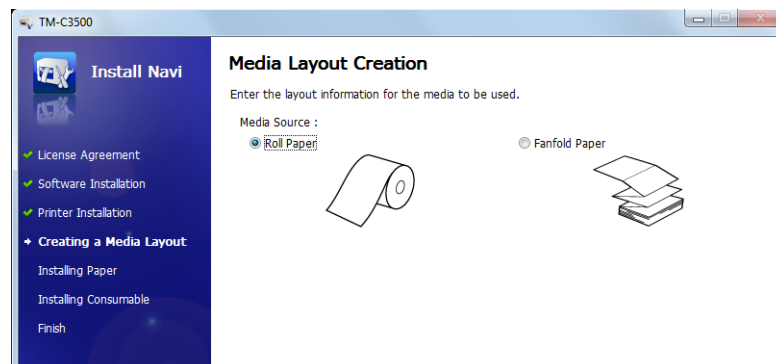 TM-C3500
Install Navi
License Agreement
Software Installation
Printer Installation
Creating a Media Layout
Installing Paper
Installing Consumable
Finish
Media Layout Creation
Enter the layout information for the media to be used.
Media Source :
Roll Paper
Fanfold Paper